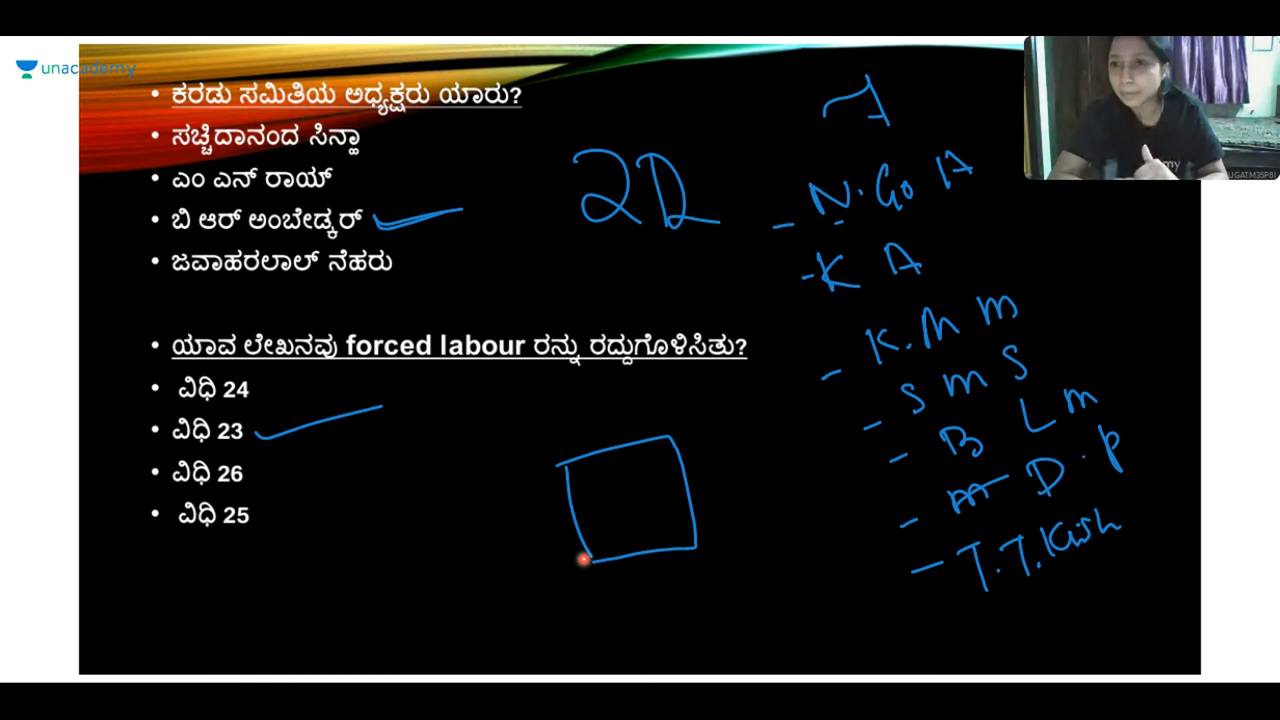 unacademy
ಕರಡು ಸಮಿತಿಯ ಅಧ್ಯಕ್ಷರು ಯಾರು?
ಸಚ್ಚಿದಾನಂದ ಸಿನ್ಹಾ
ಎಂ ಎನ್ ರಾಯ್
ಬಿ ಆರ್ ಅಂಬೇಡ್ಕರ್
ಜವಾಹರಲಾಲ್ ನೆಹರು
ಯಾವ ಲೇಖನವು forced labour ರನ್ನು ರದ್ದುಗೊಳಿಸಿತು?
ವಿಧಿ 24
ವಿಧಿ 23
ವಿಧಿ 26
ವಿಧಿ 25
2D
7
- N. Go A
- K A
- K. M m
- S m S
- B L m
- m D. P
- T. T. Krish